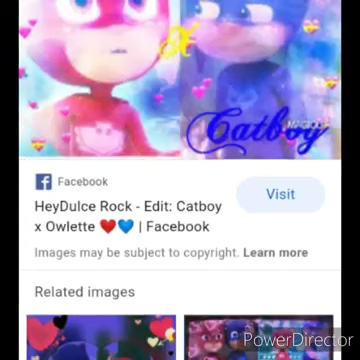 X
Catboy
MAGIC
Facebook
HeyDulce Rock - Edit: Catboy
x Owlette ❤️💙 | Facebook
Visit
Images may be subject to copyright. Learn more
Related images
PowerDirector